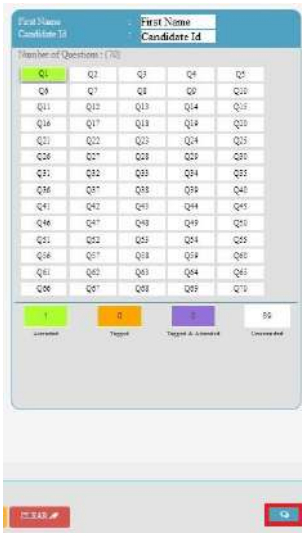 First Name : First Name
Candidate Id : Candidate Id
Number of Questions : (70)
Q1 Q2 Q3 Q4 Q5
Q6 Q7 Q8 Q9 Q10
Q11 Q12 Q13 Q14 Q15
Q16 Q17 Q18 Q19 Q20
Q21 Q22 Q23 Q24 Q25
Q26 Q27 Q28 Q29 Q30
Q31 Q32 Q33 Q34 Q35
Q36 Q37 Q38 Q39 Q40
Q41 Q42 Q43 Q44 Q45
Q46 Q47 Q48 Q49 Q50
Q51 Q52 Q53 Q54 Q55
Q56 Q57 Q58 Q59 Q60
Q61 Q62 Q63 Q64 Q65
Q66 Q67 Q68 Q69 Q70
1 0 0
Attended Tagged Tagged & Attended Unattended
CLEAR